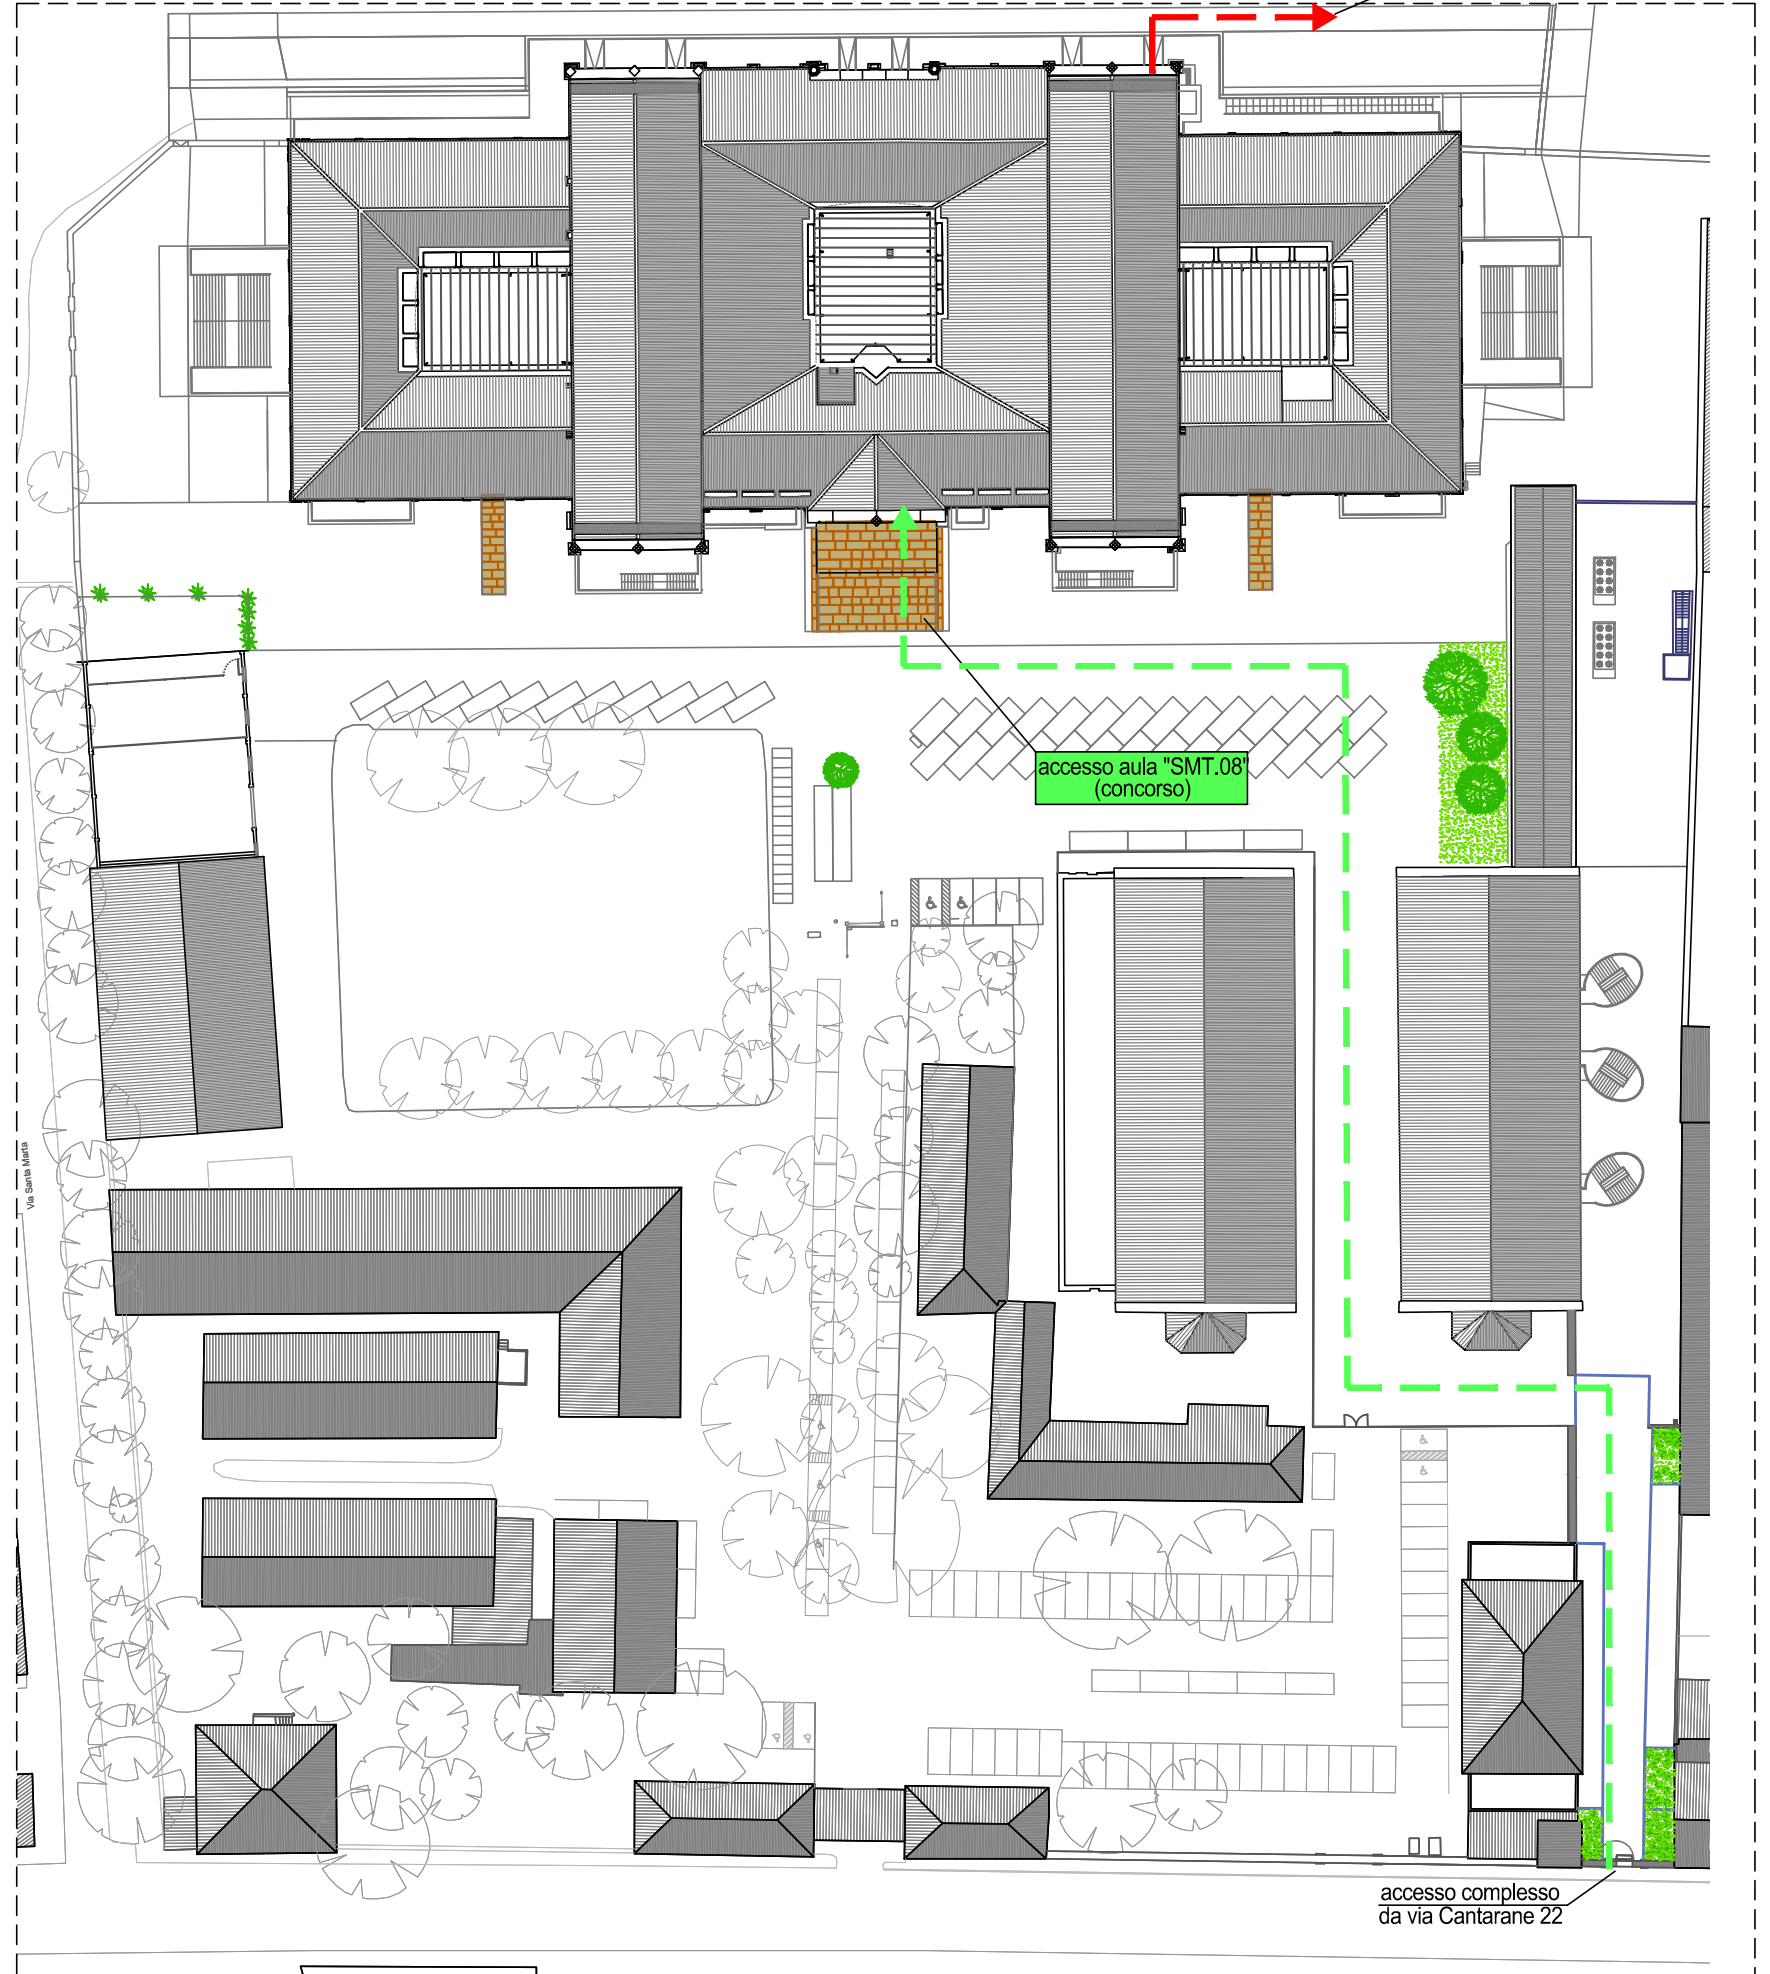 accesso aula "SMT.08"
(concorso)
Via Santa Marta
accesso complesso
da via Cantarane 22